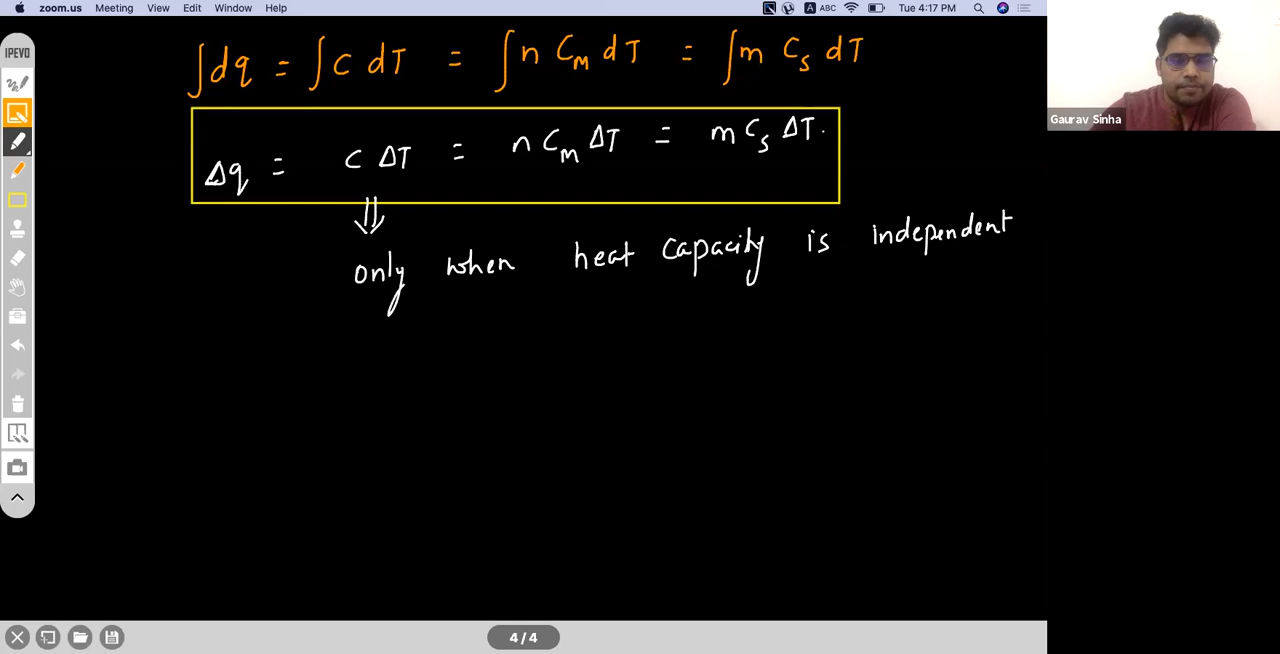 zoom.us Meeting View Edit Window Help
A ABC Tue 4:17 PM
IPEVO
∫dq = ∫c dT = ∫n C_m dT = ∫m C_s dT
Δq = c ΔT = n C_m ΔT = m C_s ΔT.
⇓
only when heat capacity is independent
Gaurav Sinha
4 / 4